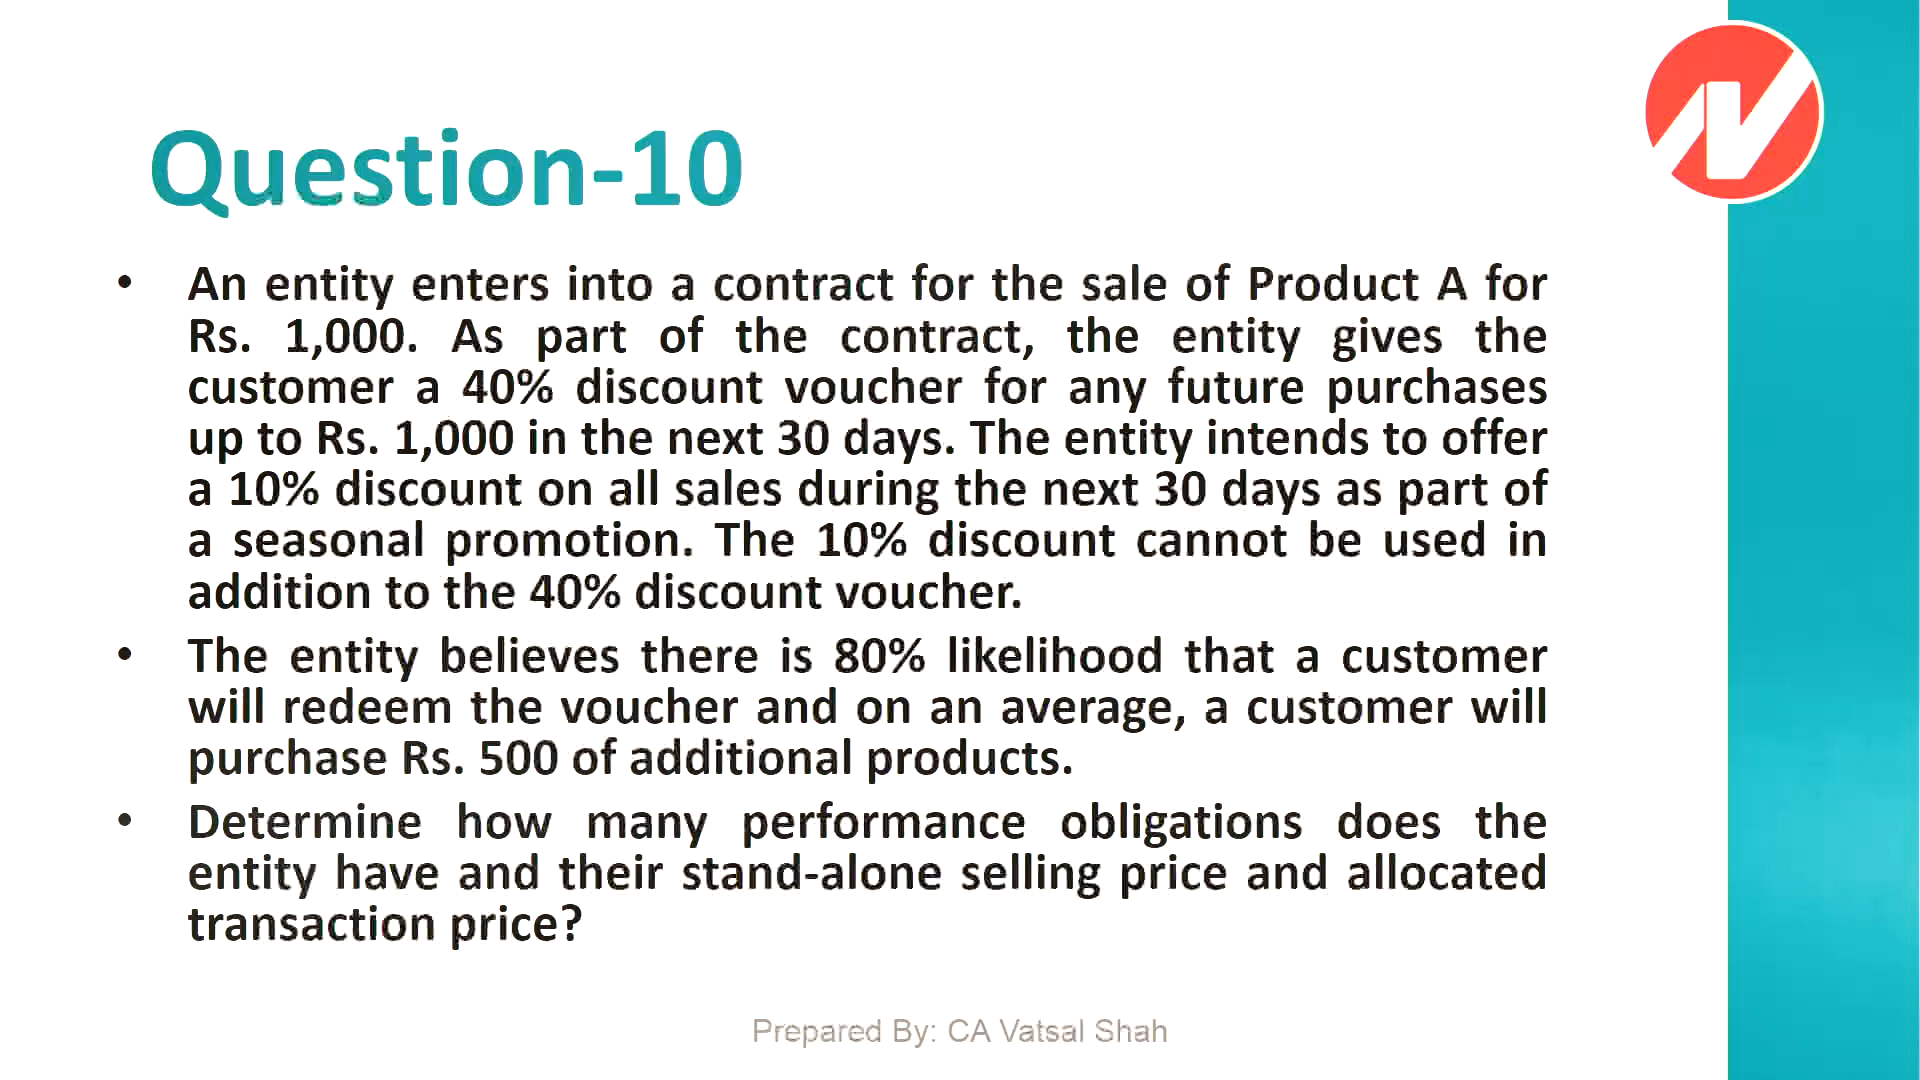 Question-10
• An entity enters into a contract for the sale of Product A for
Rs. 1,000. As part of the contract, the entity gives the
customer a 40% discount voucher for any future purchases
up to Rs. 1,000 in the next 30 days. The entity intends to offer
a 10% discount on all sales during the next 30 days as part of
a seasonal promotion. The 10% discount cannot be used in
addition to the 40% discount voucher.
• The entity believes there is 80% likelihood that a customer
will redeem the voucher and on an average, a customer will
purchase Rs. 500 of additional products.
• Determine how many performance obligations does the
entity have and their stand-alone selling price and allocated
transaction price?
Prepared By: CA Vatsal Shah